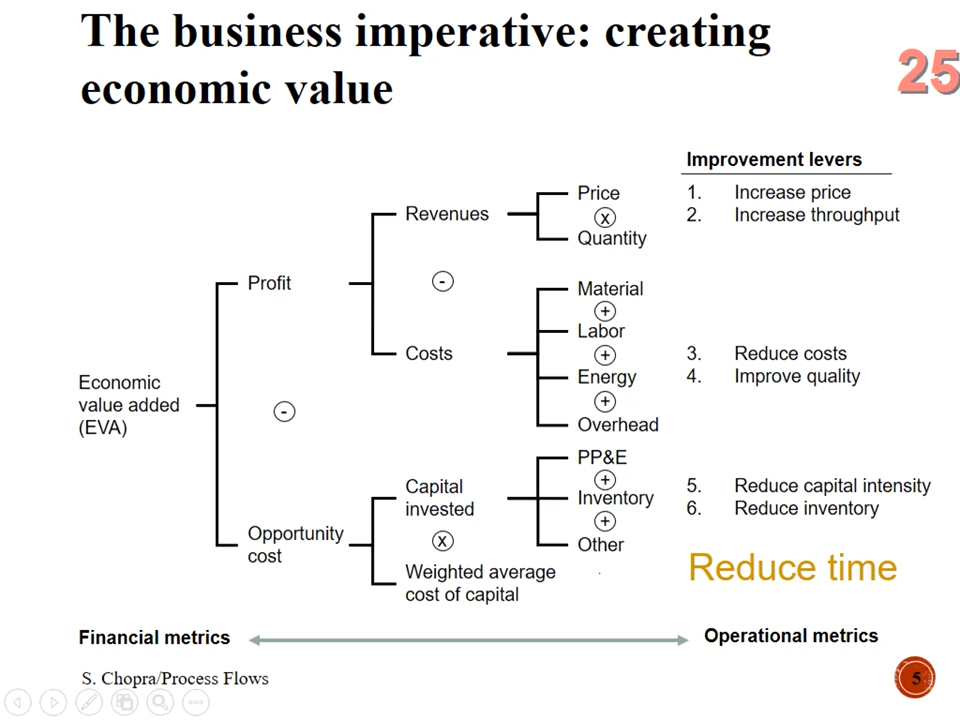 The business imperative: creating
economic value
25
Improvement levers
Price
1. Increase price
Revenues
x
2. Increase throughput
Quantity
Profit
-
Material
+
Labor
Costs
+
3. Reduce costs
Energy
4. Improve quality
+
Overhead
Economic
value added
(EVA)
-
PP&E
Capital
invested
+
5. Reduce capital intensity
Inventory
6. Reduce inventory
+
Opportunity
cost
x
Other
Reduce time
Weighted average
cost of capital
Financial metrics
Operational metrics
S. Chopra/Process Flows
5